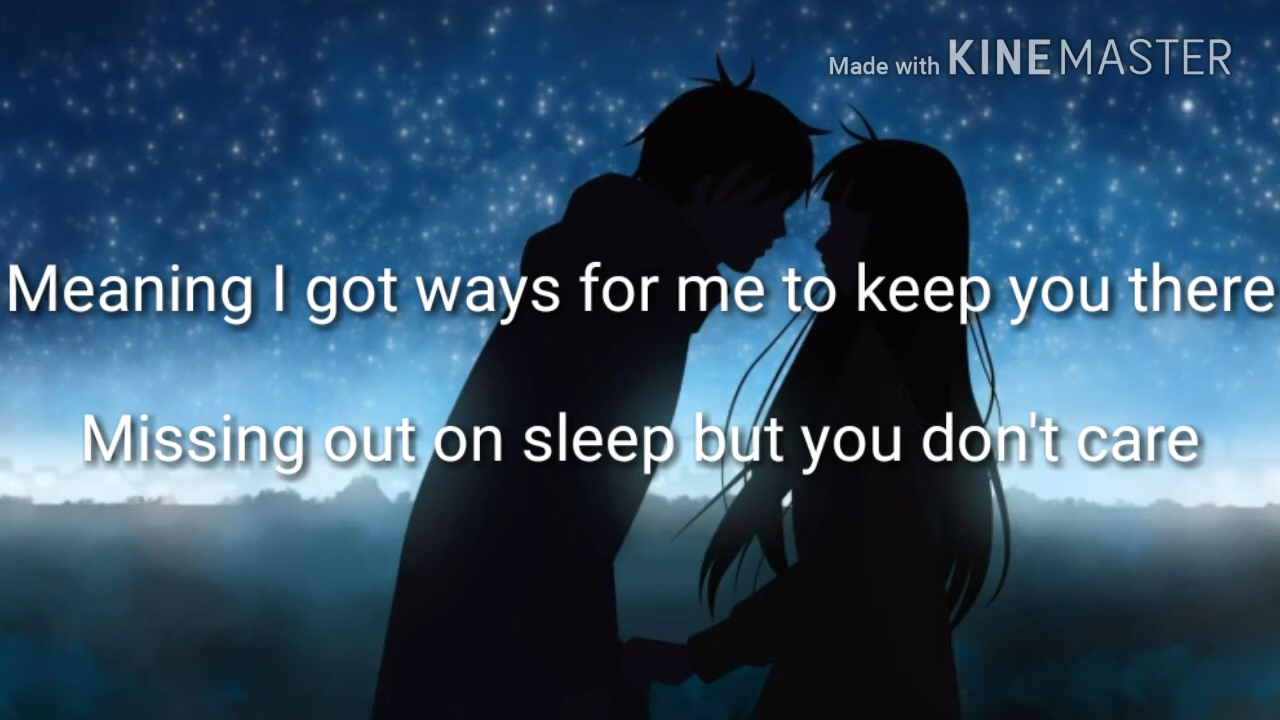 Made with KINEMASTER
Meaning I got ways for me to keep you there
Missing out on sleep but you don't care